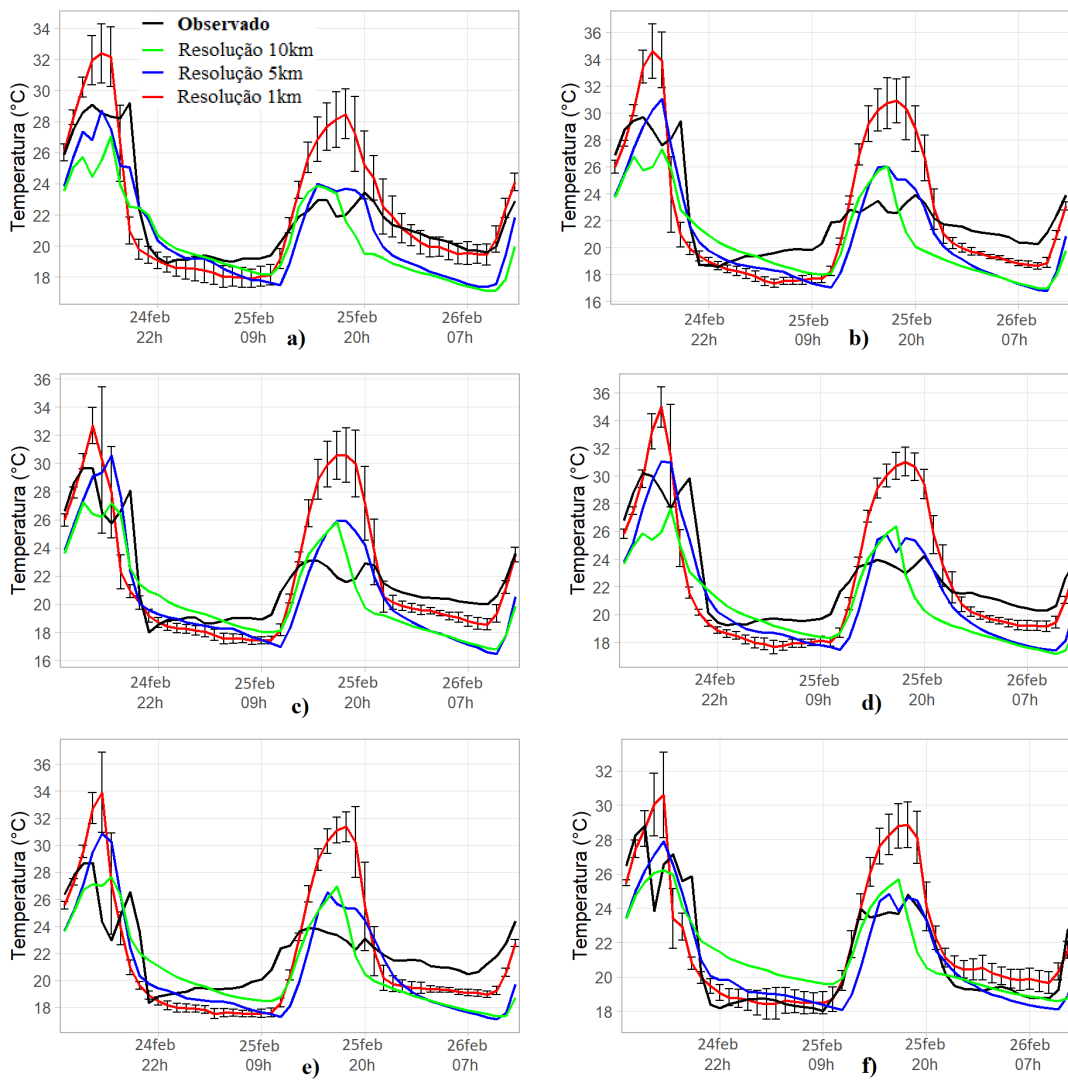 Observado
Resolução 10km
Resolução 5km
Resolução 1km
Temperatura (°C)
34
32
30
28
26
24
22
20
18
24feb
22h
25feb
09h
25feb
20h
26feb
07h
a)
Temperatura (°C)
36
34
32
30
28
26
24
22
20
18
16
24feb
22h
25feb
09h
25feb
20h
26feb
07h
b)
Temperatura (°C)
36
34
32
30
28
26
24
22
20
18
16
24feb
22h
25feb
09h
25feb
20h
26feb
07h
c)
Temperatura (°C)
36
34
32
30
28
26
24
22
20
18
24feb
22h
25feb
09h
25feb
20h
26feb
07h
d)
Temperatura (°C)
36
34
32
30
28
26
24
22
20
18
24feb
22h
25feb
09h
25feb
20h
26feb
07h
e)
Temperatura (°C)
32
30
28
26
24
22
20
18
24feb
22h
25feb
09h
25feb
20h
26feb
07h
f)